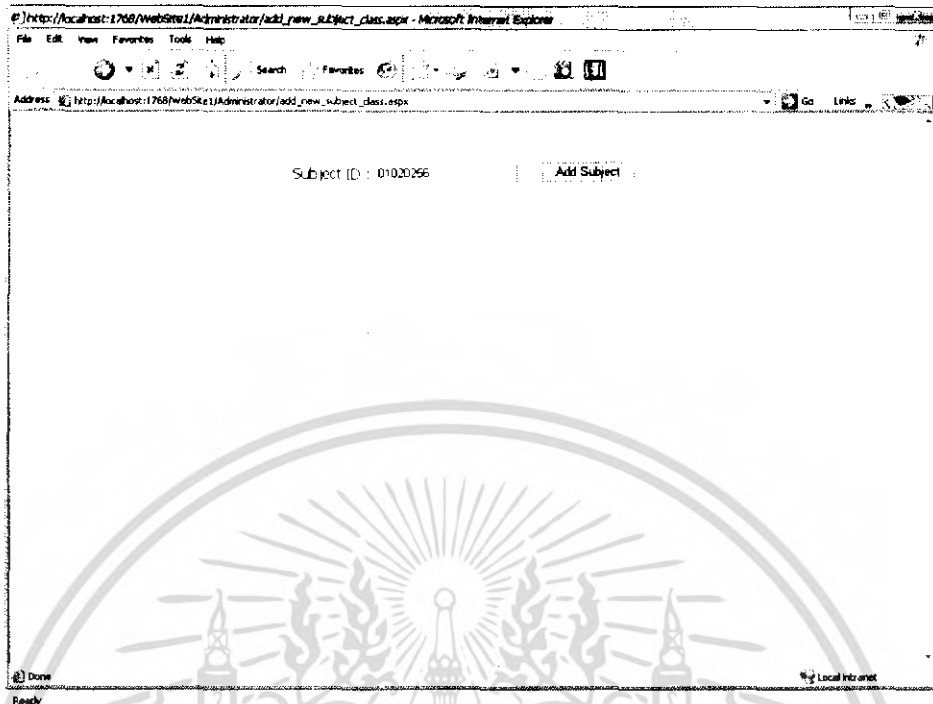 http://localhost:1768/WebSite1/Administrator/add_new_subject_class.aspx - Microsoft Internet Explorer
File Edit View Favorites Tools Help
Search Favorites
Address http://localhost:1768/WebSite1/Administrator/add_new_subject_class.aspx Go Links
Subject ID : 01020256 Add Subject
Done Local intranet
Ready